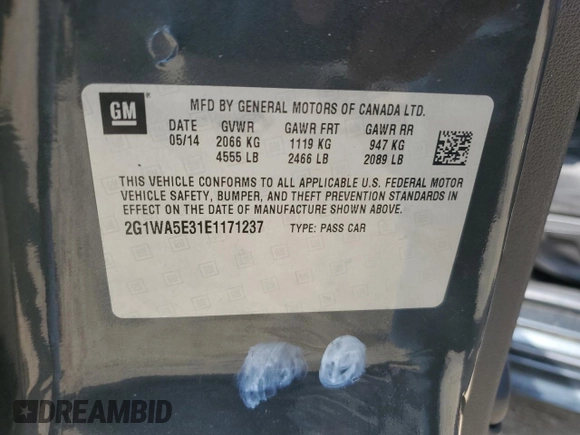 GM
MFD BY GENERAL MOTORS OF CANADA LTD.
DATE GVWR GAWR FRT GAWR RR
05/14 2066 KG 1119 KG 947 KG
4555 LB 2466 LB 2089 LB
THIS VEHICLE CONFORMS TO ALL APPLICABLE U.S. FEDERAL MOTOR
VEHICLE SAFETY, BUMPER, AND THEFT PREVENTION STANDARDS IN
EFFECT ON THE DATE OF MANUFACTURE SHOWN ABOVE.
2G1WA5E31E1171237 TYPE: PASS CAR
DREAMBID